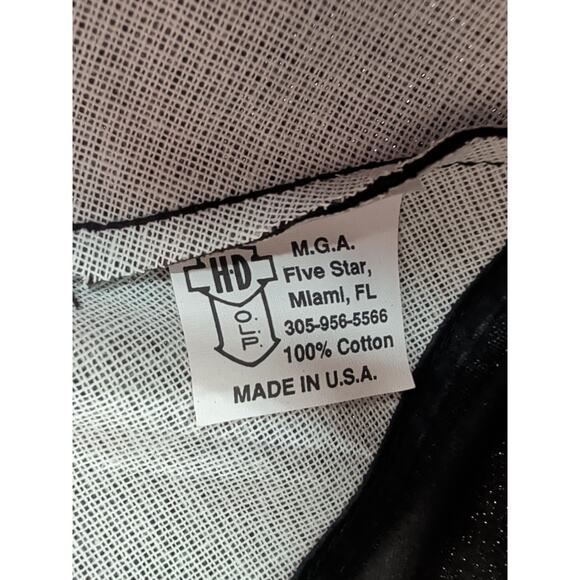 H-D
O.L.P.
M.G.A.
Five Star,
Miami, FL
305-956-5566
100% Cotton
MADE IN U.S.A.